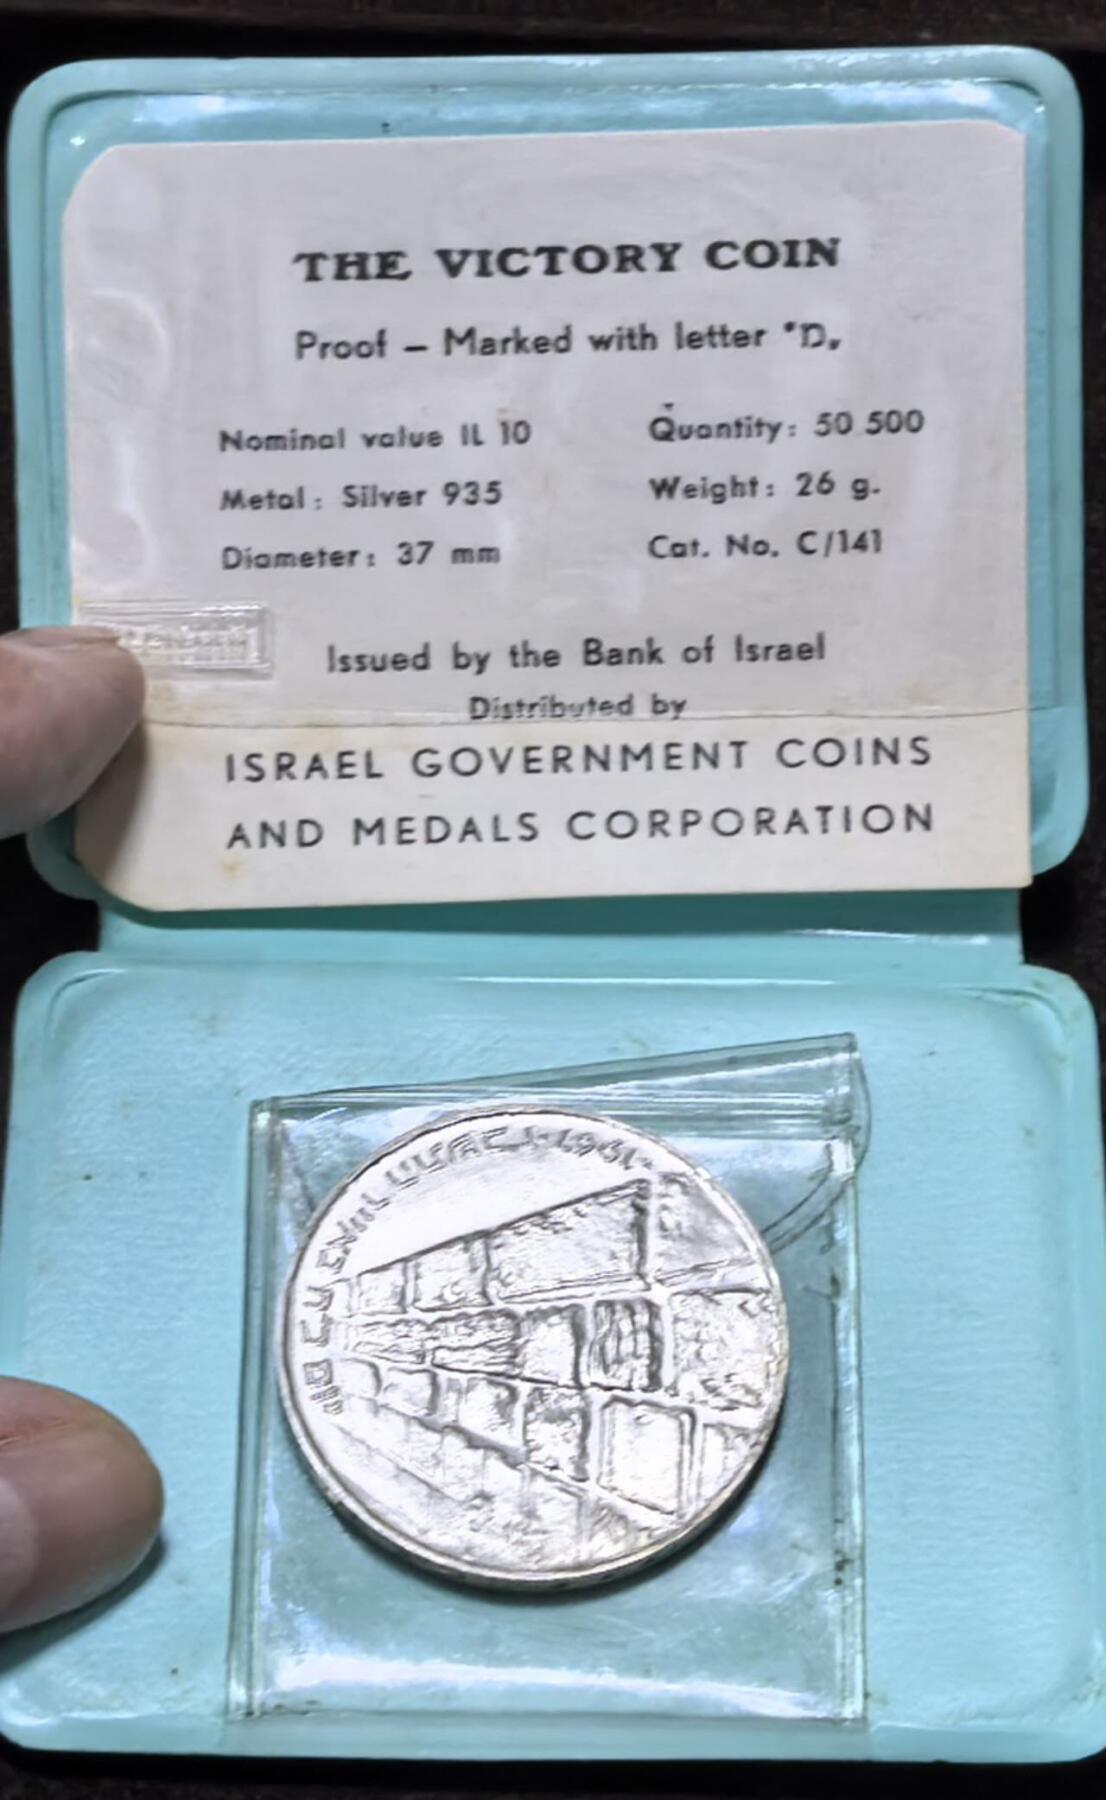 THE VICTORY COIN
Proof – Marked with letter "מ"
Nominal value IL 10
Quantity: 50 500
Metal: Silver 935
Weight: 26 g.
Diameter: 37 mm
Cat. No. C/141
Issued by the Bank of Israel
Distributed by
ISRAEL GOVERNMENT COINS
AND MEDALS CORPORATION
1967